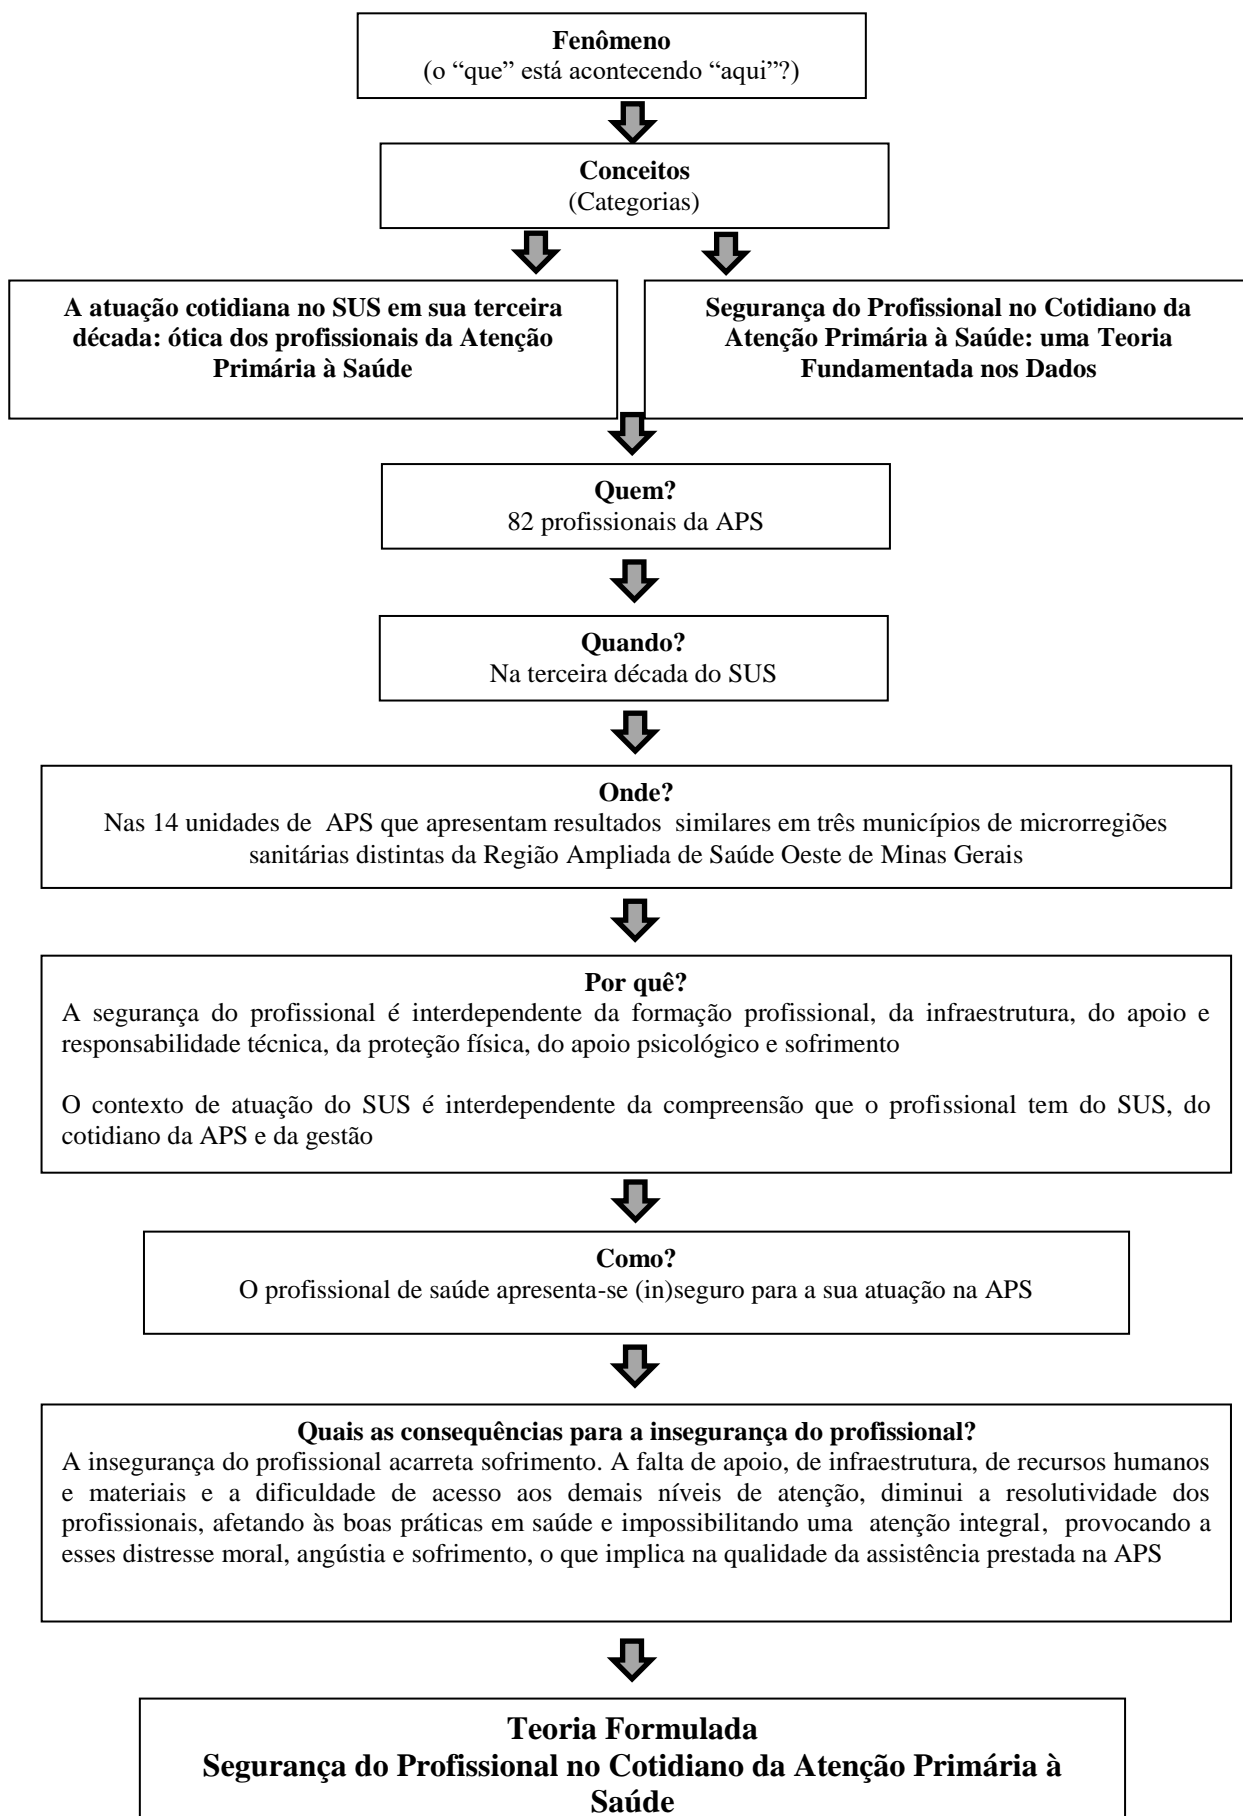 Fenômeno
(o “que” está acontecendo “aqui”?)
Conceitos
(Categorias)
A atuação cotidiana no SUS em sua terceira
década: ótica dos profissionais da Atenção
Primária à Saúde
Segurança do Profissional no Cotidiano da
Atenção Primária à Saúde: uma Teoria
Fundamentada nos Dados
Quem?
82 profissionais da APS
Quando?
Na terceira década do SUS
Onde?
Nas 14 unidades de APS que apresentam resultados similares em três municípios de microrregiões
sanitárias distintas da Região Ampliada de Saúde Oeste de Minas Gerais
Por quê?
A segurança do profissional é interdependente da formação profissional, da infraestrutura, do apoio e
responsabilidade técnica, da proteção física, do apoio psicológico e sofrimento
O contexto de atuação do SUS é interdependente da compreensão que o profissional tem do SUS, do
cotidiano da APS e da gestão
Como?
O profissional de saúde apresenta-se (in)seguro para a sua atuação na APS
Quais as consequências para a insegurança do profissional?
A insegurança do profissional acarreta sofrimento. A falta de apoio, de infraestrutura, de recursos humanos
e materiais e a dificuldade de acesso aos demais níveis de atenção, diminui a resolutividade dos
profissionais, afetando às boas práticas em saúde e impossibilitando uma atenção integral, provocando a
esses distresse moral, angústia e sofrimento, o que implica na qualidade da assistência prestada na APS
Teoria Formulada
Segurança do Profissional no Cotidiano da Atenção Primária à
Saúde